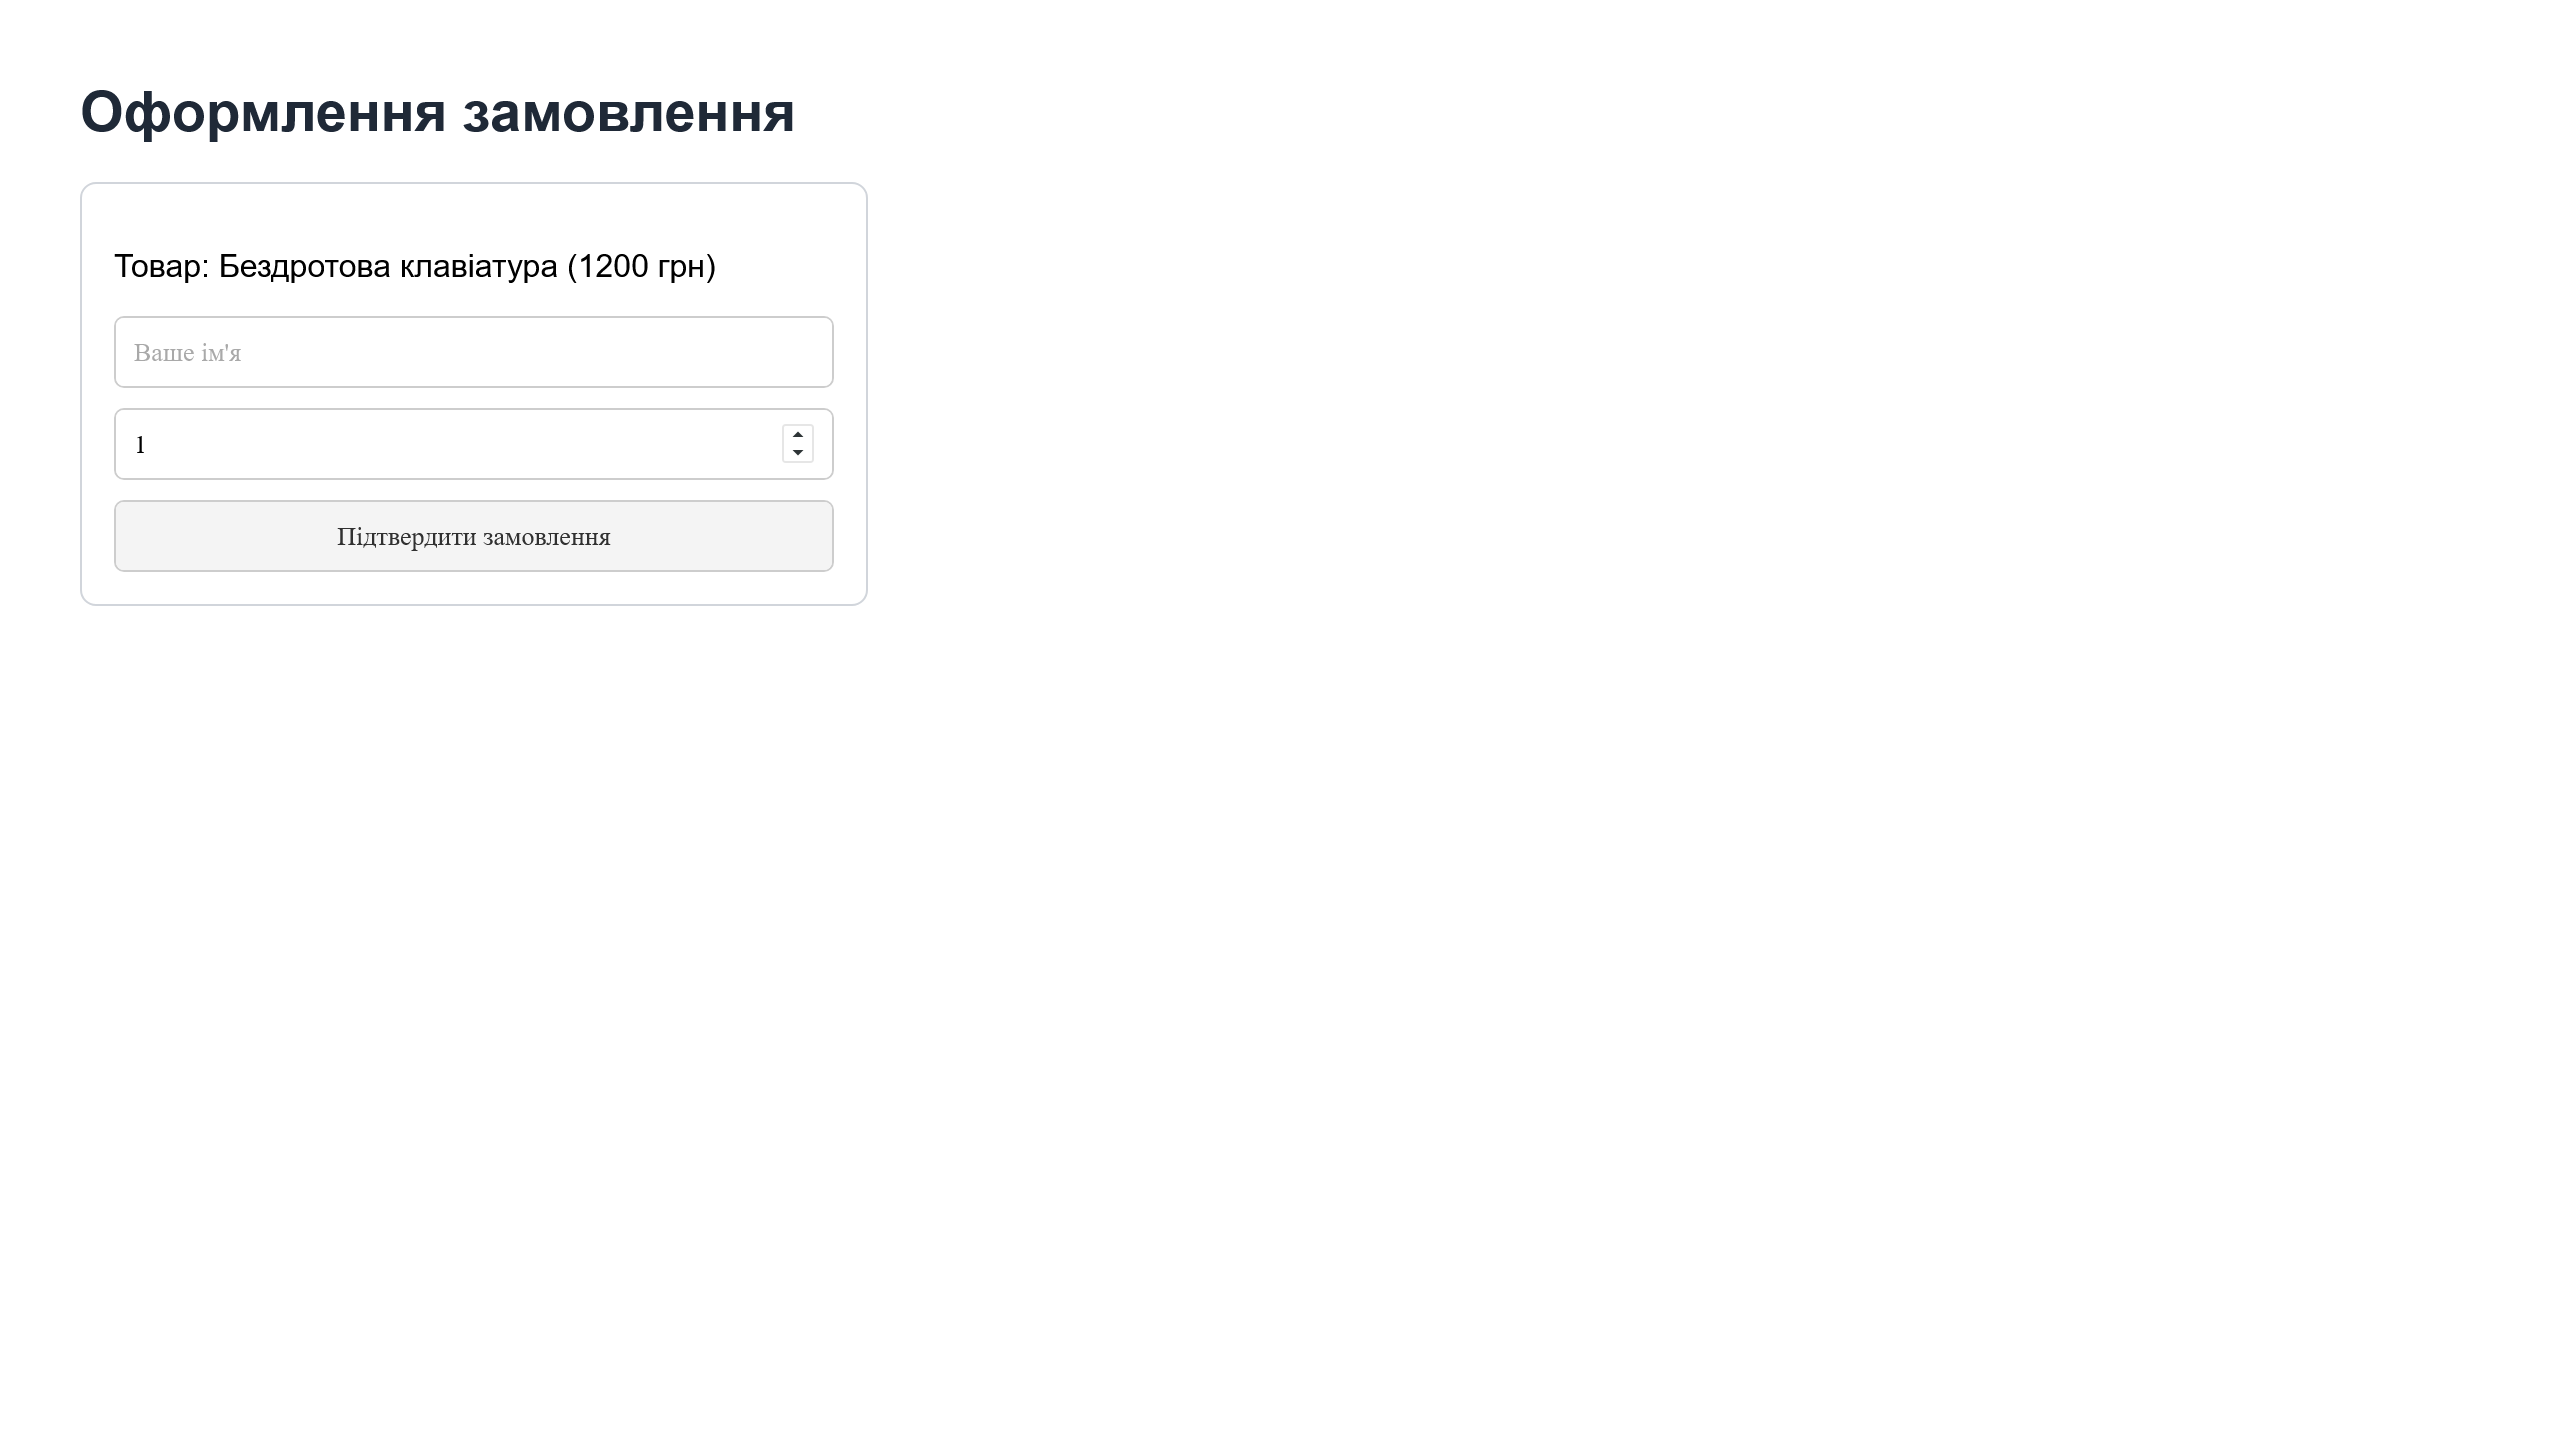 Оформлення замовлення
Товар: Бездротова клавіатура (1200 грн)
Ваше ім'я
1
Підтвердити замовлення